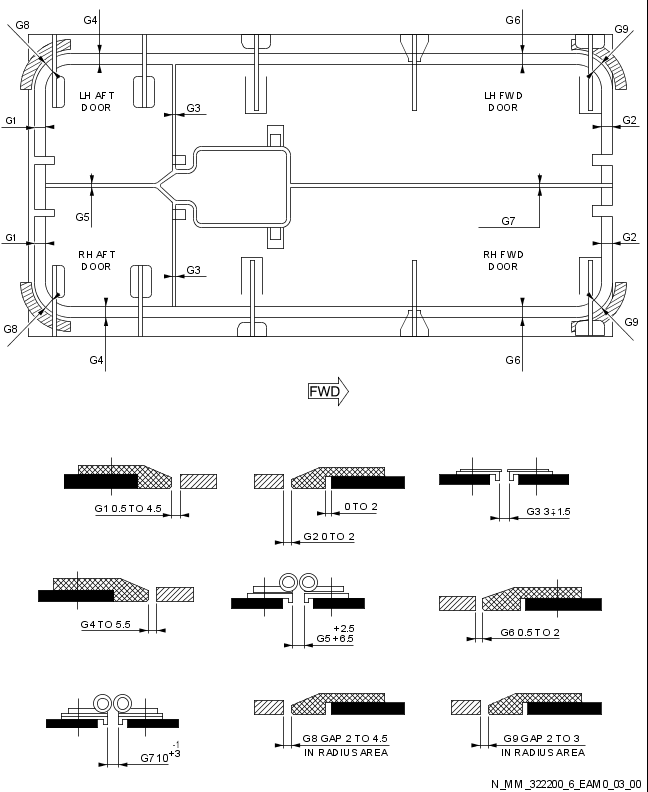 G8
G4
G6
G9
LH AFT
DOOR
G3
LH FWD
DOOR
G1
G2
G5
G7
G1
RH AFT
DOOR
G3
RH FWD
DOOR
G2
G8
G4
G6
G9
FWD
G1 0.5 TO 4.5
0 TO 2
G2 0 TO 2
G3 3∓1.5
G4 TO 5.5
+2.5
G5 +6.5
G6 0.5 TO 2
-1
G7 10 +3
G8 GAP 2 TO 4.5
IN RADIUS AREA
G9 GAP 2 TO 3
IN RADIUS AREA
N_MM_322200_6_EAM0_03_00